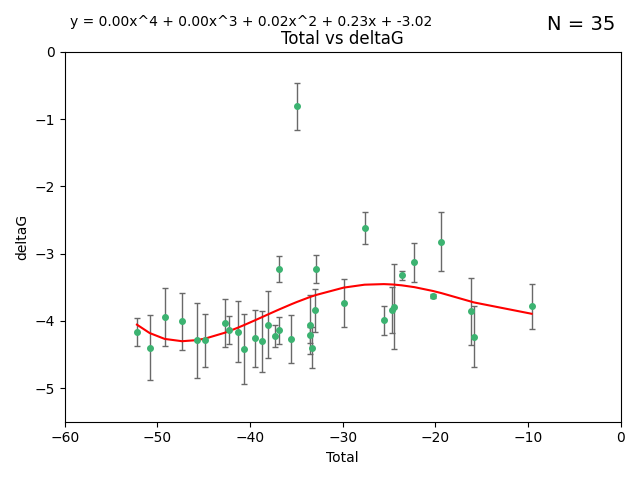 y = 0.00x^4 + 0.00x^3 + 0.02x^2 + 0.23x + -3.02
N = 35
Total vs deltaG
0
−1
−2
−3
−4
−5
deltaG
−60
−50
−40
−30
−20
−10
0
Total